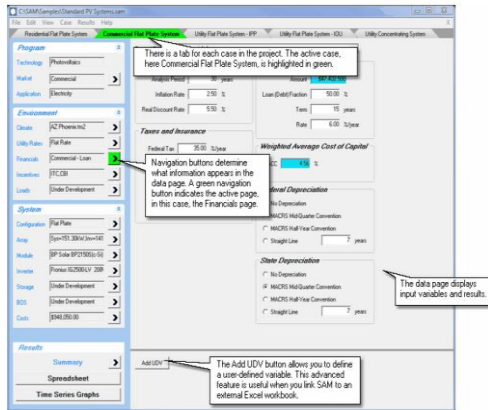 C:\SAM\Samples\Standard PV Systems.sam
File Edit View Case Results Help
Residential Flat Plate System
Commercial Flat Plate System
Utility Flat Plate System - IPP
Utility Flat Plate System - IOU
Utility Concentrating System
There is a tab for each case in the project. The active case,
here Commercial Flat Plate System, is highlighted in green.
Program
Technology Photovoltaics
Market Commercial
Application Electricity
Environment
Climate AZ Phoenix.tm2
Utility Rates Flat Rate
Financials Commercial - Loan
Incentives ITC,CBI
Loads Under Development
System
Configuration Flat Plate
Array
Module
Inverter Fronius IG2500-LV
Storage Under Development
BOS Under Development
Costs $940,050.00
Results
Summary
Spreadsheet
Time Series Graphs
Analysis Period 30 years
Inflation Rate 2.50 %
Real Discount Rate 5.50 %
Taxes and Insurance
Federal Tax 35.00 %/year
Navigation buttons determine
what information appears in the
data page. A green navigation
button indicates the active page,
in this case, the Financials page.
Amount
Loan (Debt) Fraction 50.00 %
Term 15 years
Rate 6.00 %/year
Weighted Average Cost of Capital
%
Federal Depreciation
No Depreciation
MACRS Mid-Quarter Convention
MACRS Half-Year Convention
Straight Line 7 years
State Depreciation
No Depreciation
MACRS Mid-Quarter Convention
MACRS Half-Year Convention
Straight Line 7 years
The data page displays
input variables and results.
Add UDV
The Add UDV button allows you to define
a user-defined variable. This advanced
feature is useful when you link SAM to an
external Excel workbook.